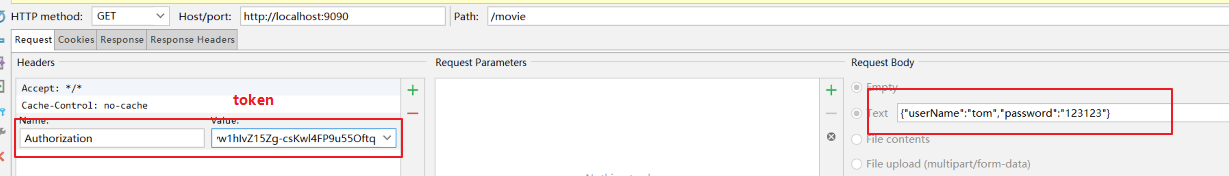 HTTP method: GET Host/port: http://localhost:9090 Path: /movie
Request Cookies Response Response Headers
Headers Request Parameters Request Body
Accept: */*
Empty
Cache-Control: no-cache
token
Name: Value:
Text {"userName":"tom","password":"123123"}
Authorization w1hIvZ15Zg-csKwl4FP9u55Oftq
File contents
File upload (multipart/form-data)